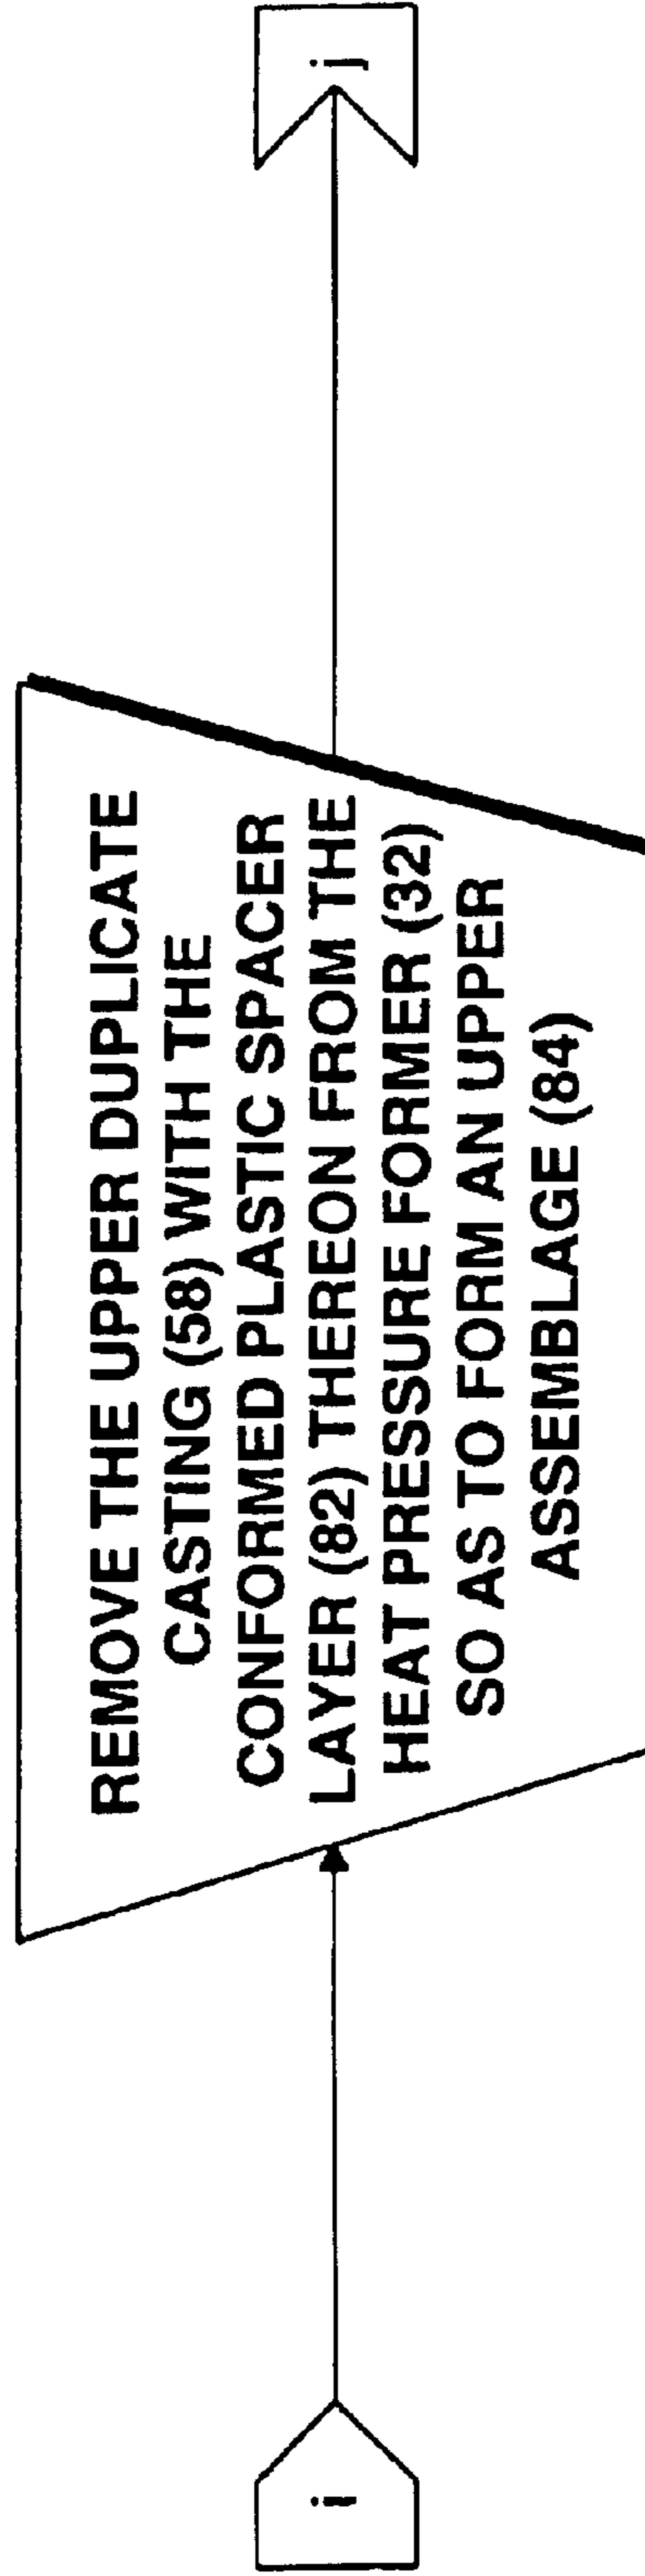 i
REMOVE THE UPPER DUPLICATE
CASTING (58) WITH THE
CONFORMED PLASTIC SPACER
LAYER (82) THEREON FROM THE
HEAT PRESSURE FORMER (32)
SO AS TO FORM AN UPPER
ASSEMBLAGE (84)
j